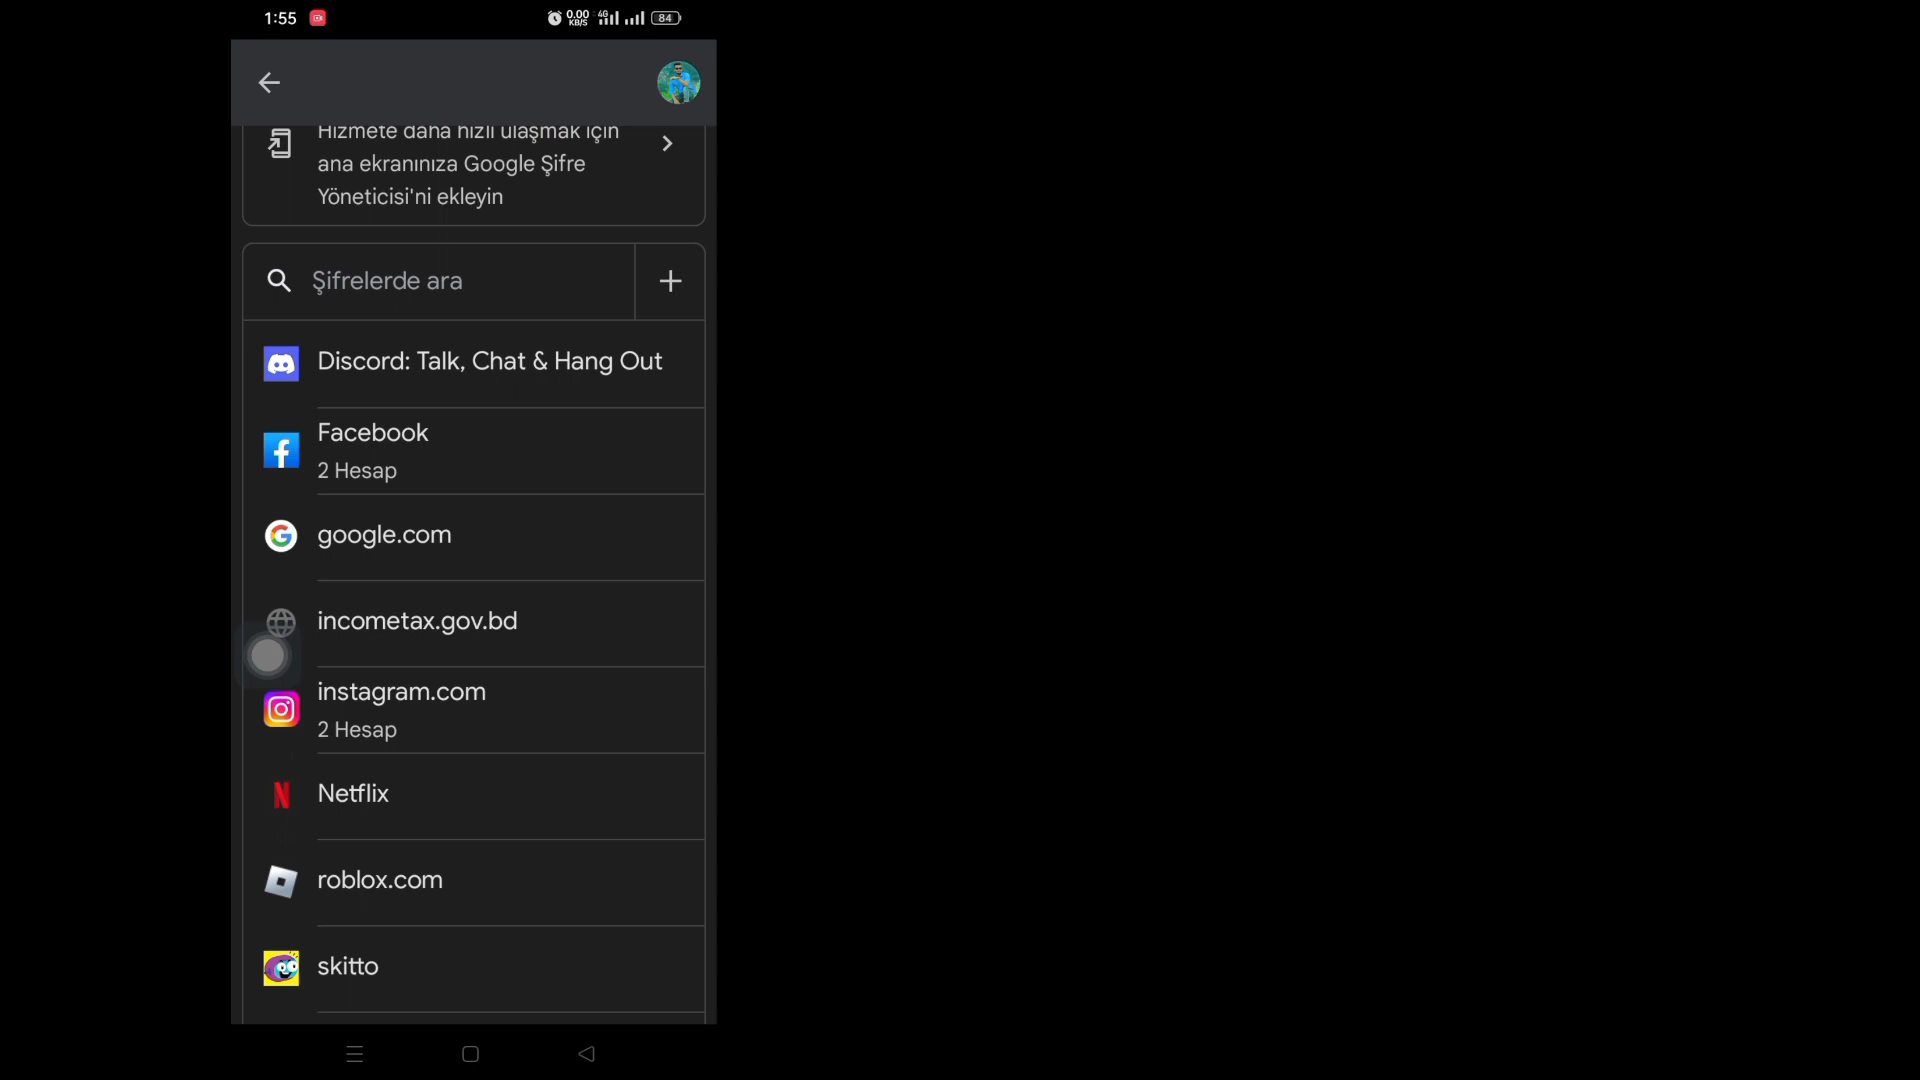 1:55
0.00
KB/S
4G
84
Hizmete daha hızlı ulaşmak için
ana ekranınıza Google Şifre
Yöneticisi'ni ekleyin
Şifrelerde ara
Discord: Talk, Chat & Hang Out
Facebook
2 Hesap
google.com
incometax.gov.bd
instagram.com
2 Hesap
Netflix
roblox.com
skitto